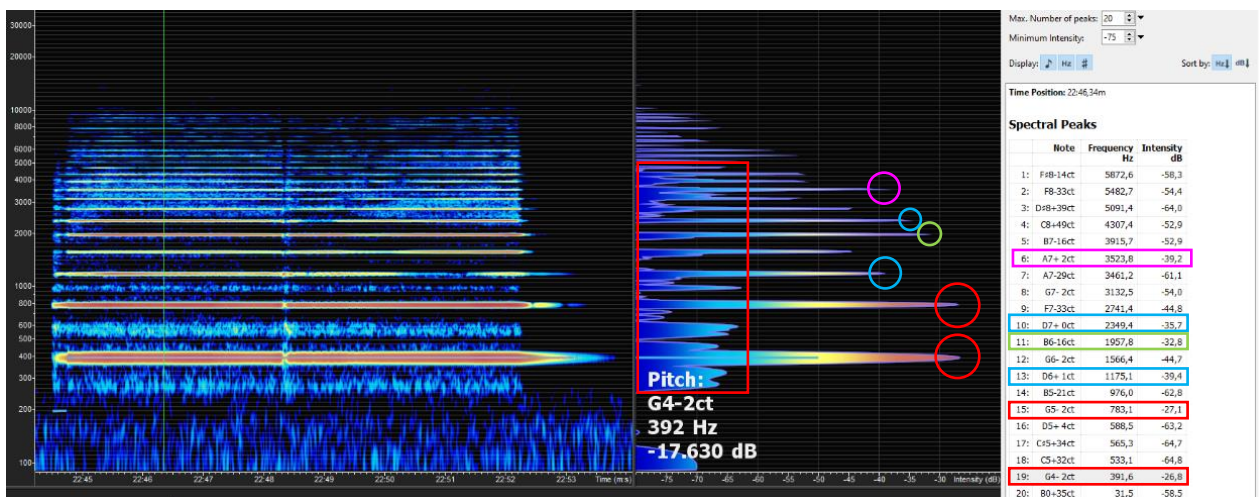 30000
20000
10000
8000
6000
5000
4000
3000
2000
1000
800
600
500
400
300
200
100
22:45 22:46 22:47 22:48 22:49 22:50 22:51 22:52 22:53 Time (m:s)
-75 -70 -65 -60 -55 -50 -45 -40 -35 -30 Intensity (dB)
Pitch:
G4-2ct
392 Hz
-17.630 dB
Max. Number of peaks: 20
Minimum Intensity: -75
Display: ♪ Hz # Sort by: Hz↓ dB↓
Time Position: 22:46,34m
Spectral Peaks
Note Frequency Hz Intensity dB
1: F#8-14ct 5872,6 -58,3
2: F8-33ct 5482,7 -54,4
3: D#8+39ct 5091,4 -64,0
4: C8+49ct 4307,4 -52,9
5: B7-16ct 3915,7 -52,9
6: A7+ 2ct 3523,8 -39,2
7: A7-29ct 3461,2 -61,1
8: G7- 2ct 3132,5 -54,0
9: F7-33ct 2741,4 -44,8
10: D7+ 0ct 2349,4 -35,7
11: B6-16ct 1957,8 -32,8
12: G6- 2ct 1566,4 -44,7
13: D6+ 1ct 1175,1 -39,4
14: B5-21ct 976,0 -62,8
15: G5- 2ct 783,1 -27,1
16: D5+ 4ct 588,5 -63,2
17: C#5+34ct 565,3 -64,7
18: C5+32ct 533,1 -64,8
19: G4- 2ct 391,6 -26,8
20: B0+35ct 31,5 -58,5